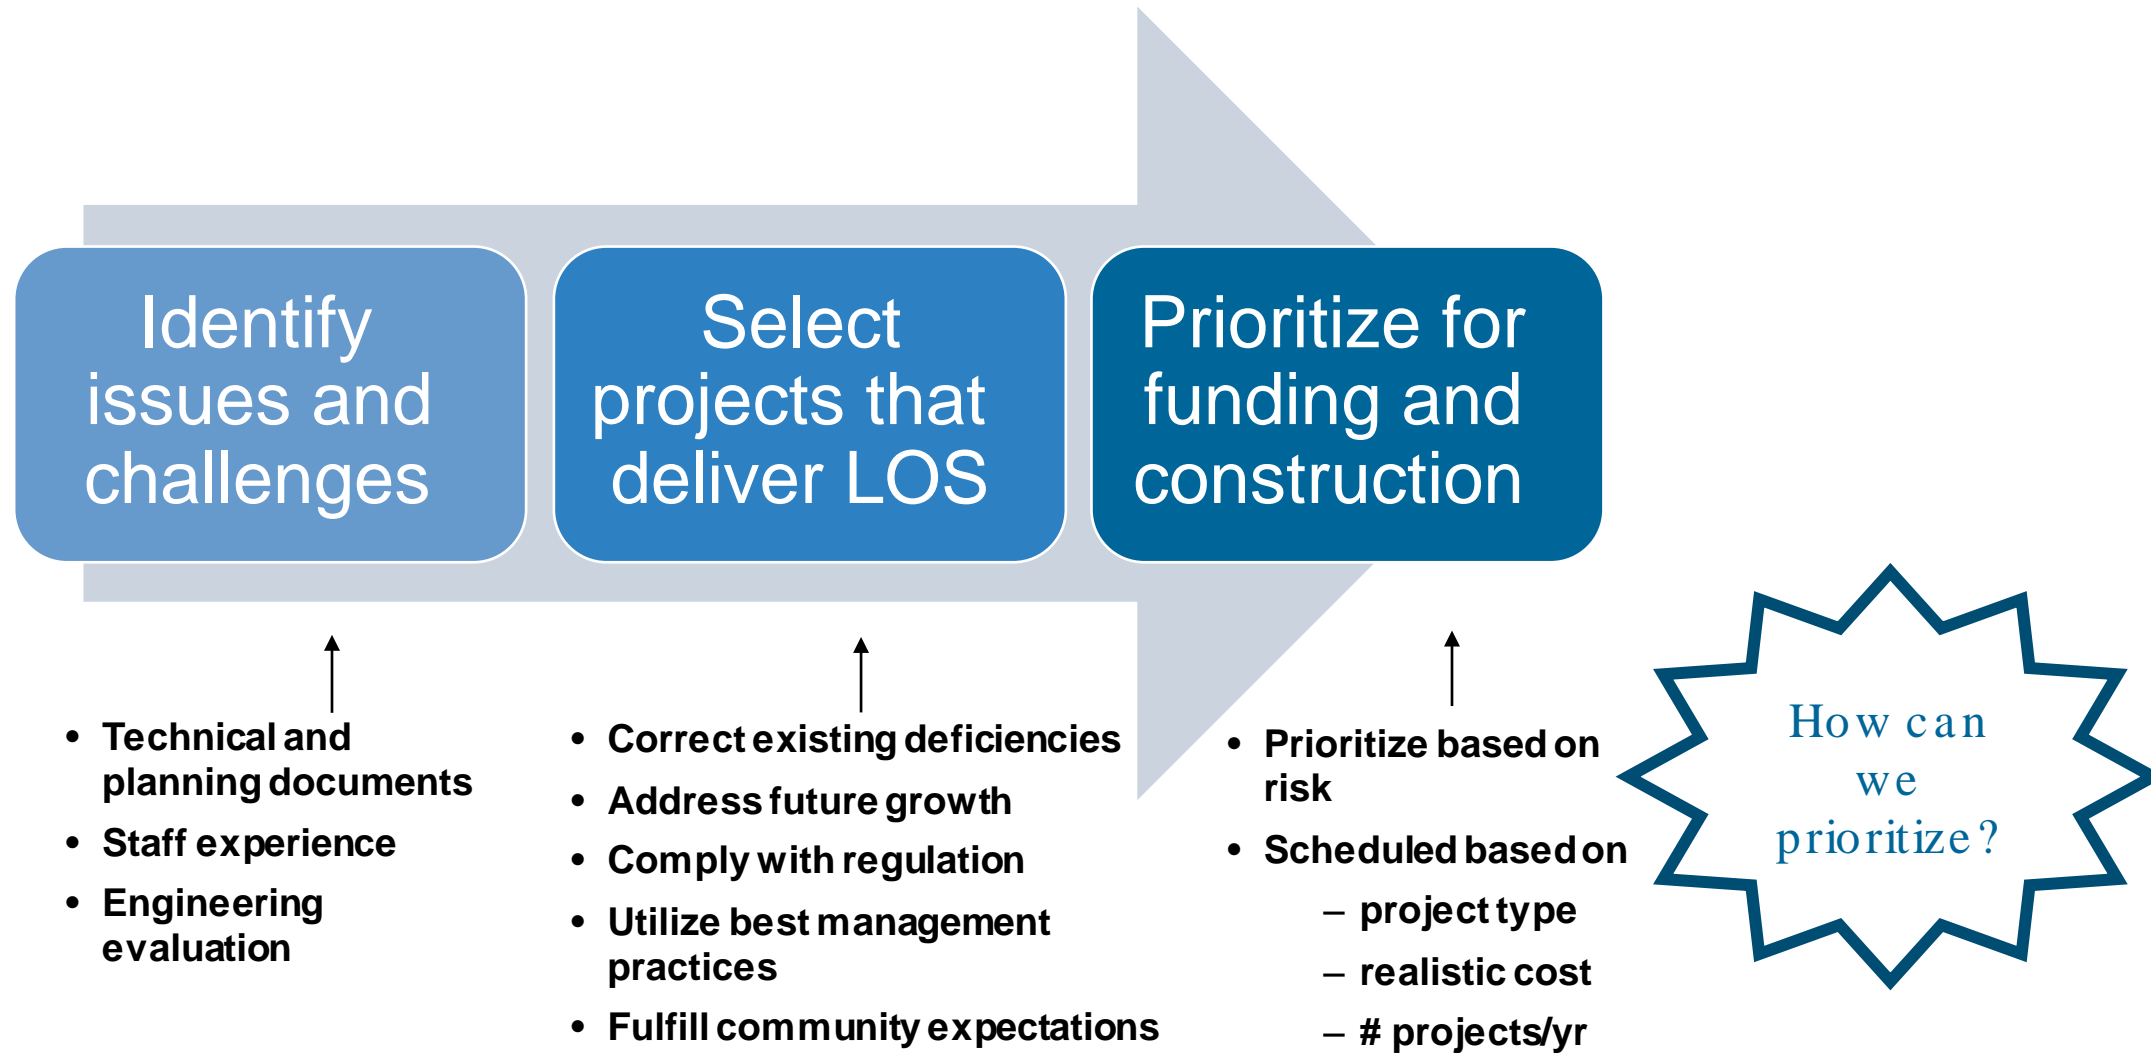 Identify
issues and
challenges
Select
projects that
deliver LOS
Prioritize for
funding and
construction
• Technical and
planning documents
• Staff experience
• Engineering
evaluation
• Correct existing deficiencies
• Address future growth
• Comply with regulation
• Utilize best management
practices
• Fulfill community expectations
• Prioritize based on
risk
• Scheduled based on
– project type
– realistic cost
– # projects/yr
How can
we
prioritize?